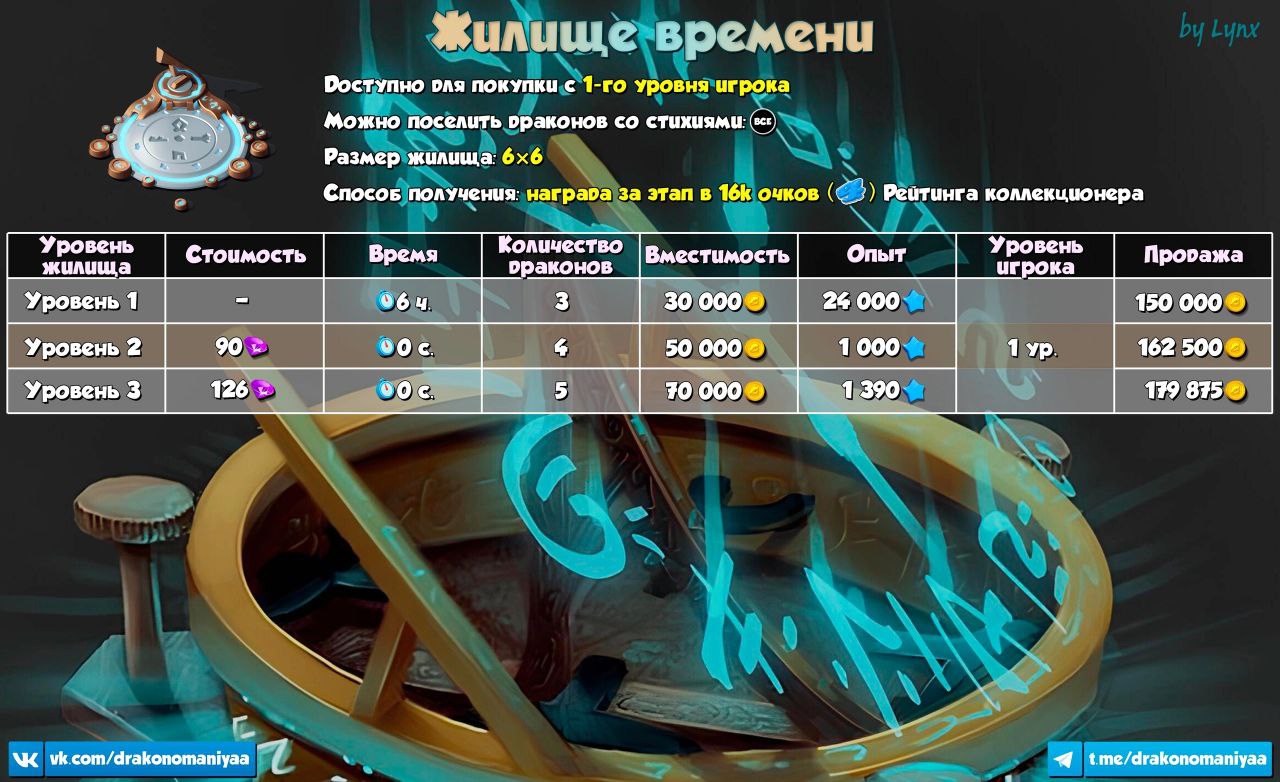 Жилище времени
by Lynx
Доступно для покупки с 1-го уровня игрока
Можно поселить драконов со стихиями: ВСЕ
Размер жилища: 6×6
Способ получения: награда за этап в 16k очков () Рейтинга коллекционера
Уровень жилища Стоимость Время Количество драконов Вместимость Опыт Уровень игрока Продажа
Уровень 1 – 6 ч. 3 30 000 24 000 150 000
Уровень 2 90 0 с. 4 50 000 1 000 1 ур. 162 500
Уровень 3 126 0 с. 5 70 000 1 390 179 875
vk.com/drakonomaniyaa
t.me/drakonomaniyaa